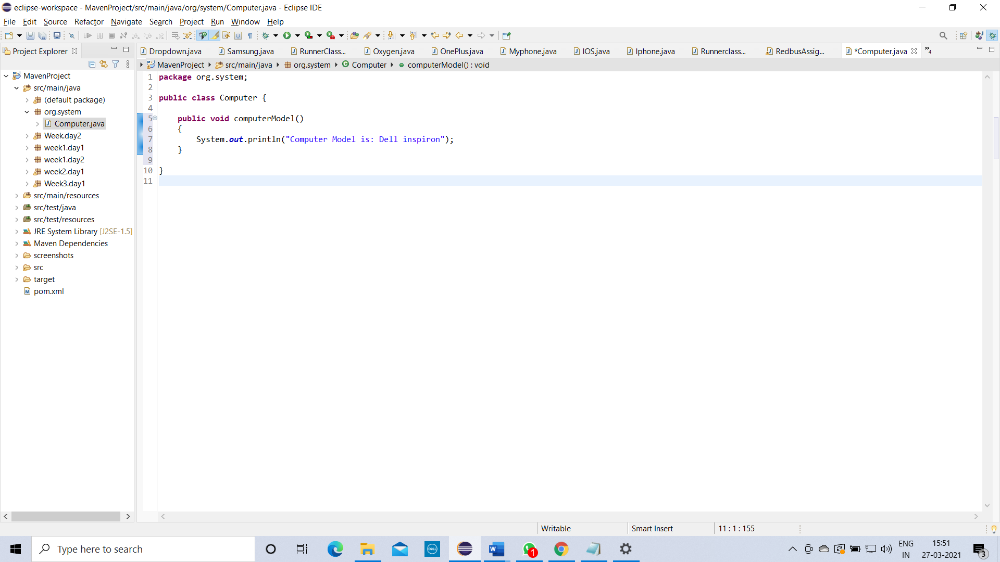 eclipse-workspace - MavenProject/src/main/java/org/system/Computer.java - Eclipse IDE
File Edit Source Refactor Navigate Search Project Run Window Help
Project Explorer
Dropdown.java Samsung.java RunnerClass... Oxygen.java OnePlus.java Myphone.java IOS.java Iphone.java Runnerclass... RedbusAssig... *Computer.java »4
MavenProject src/main/java org.system Computer computerModel() : void
MavenProject
src/main/java
(default package)
org.system
Computer.java
Week.day2
week1.day1
week1.day2
week2.day1
Week3.day1
src/main/resources
src/test/java
src/test/resources
JRE System Library [J2SE-1.5]
Maven Dependencies
screenshots
src
target
pom.xml
1 package org.system;
2
3 public class Computer {
4
5 public void computerModel()
6 {
7 System.out.println("Computer Model is: Dell inspiron");
8 }
9
10 }
11
Writable Smart Insert 11 : 1 : 155
Type here to search
DELL
W
1
ENG
IN
15:51
27-03-2021
3